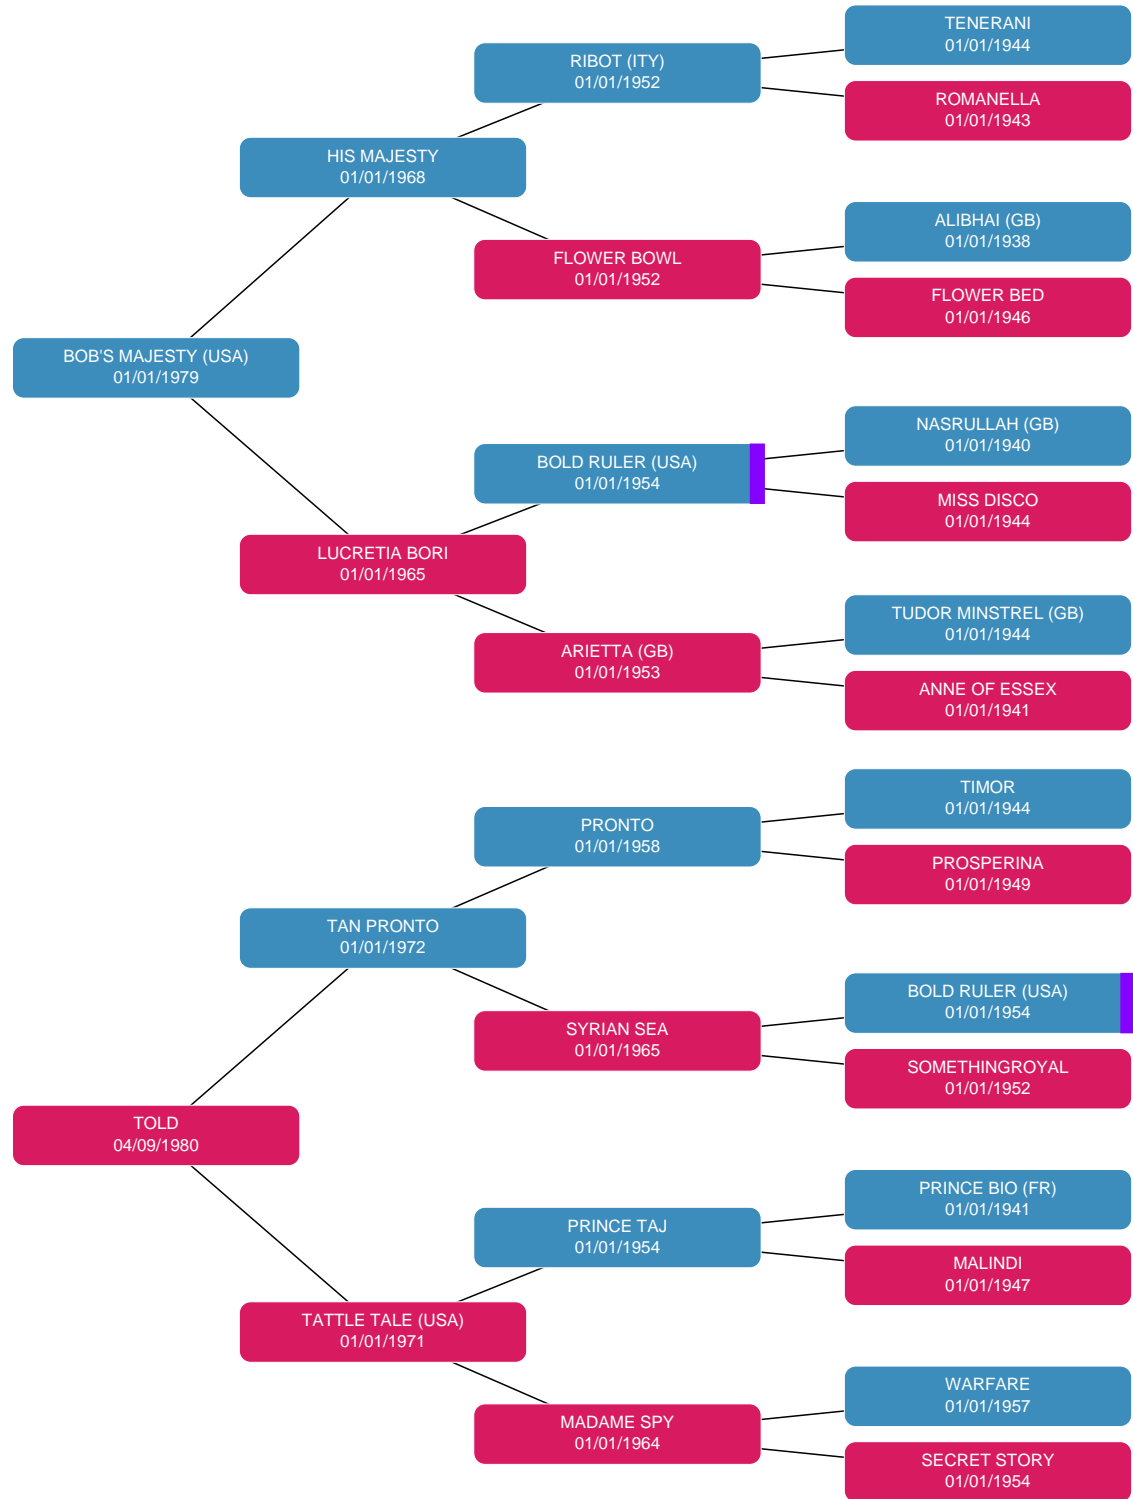 TENERANI
01/01/1944
RIBOT (ITY)
01/01/1952
ROMANELLA
01/01/1943
HIS MAJESTY
01/01/1968
ALIBHAI (GB)
01/01/1938
FLOWER BOWL
01/01/1952
FLOWER BED
01/01/1946
BOB'S MAJESTY (USA)
01/01/1979
NASRULLAH (GB)
01/01/1940
BOLD RULER (USA)
01/01/1954
MISS DISCO
01/01/1944
LUCRETIA BORI
01/01/1965
TUDOR MINSTREL (GB)
01/01/1944
ARIETTA (GB)
01/01/1953
ANNE OF ESSEX
01/01/1941
TIMOR
01/01/1944
PRONTO
01/01/1958
PROSPERINA
01/01/1949
TAN PRONTO
01/01/1972
BOLD RULER (USA)
01/01/1954
SYRIAN SEA
01/01/1965
SOMETHINGROYAL
01/01/1952
TOLD
04/09/1980
PRINCE BIO (FR)
01/01/1941
PRINCE TAJ
01/01/1954
MALINDI
01/01/1947
TATTLE TALE (USA)
01/01/1971
WARFARE
01/01/1957
MADAME SPY
01/01/1964
SECRET STORY
01/01/1954